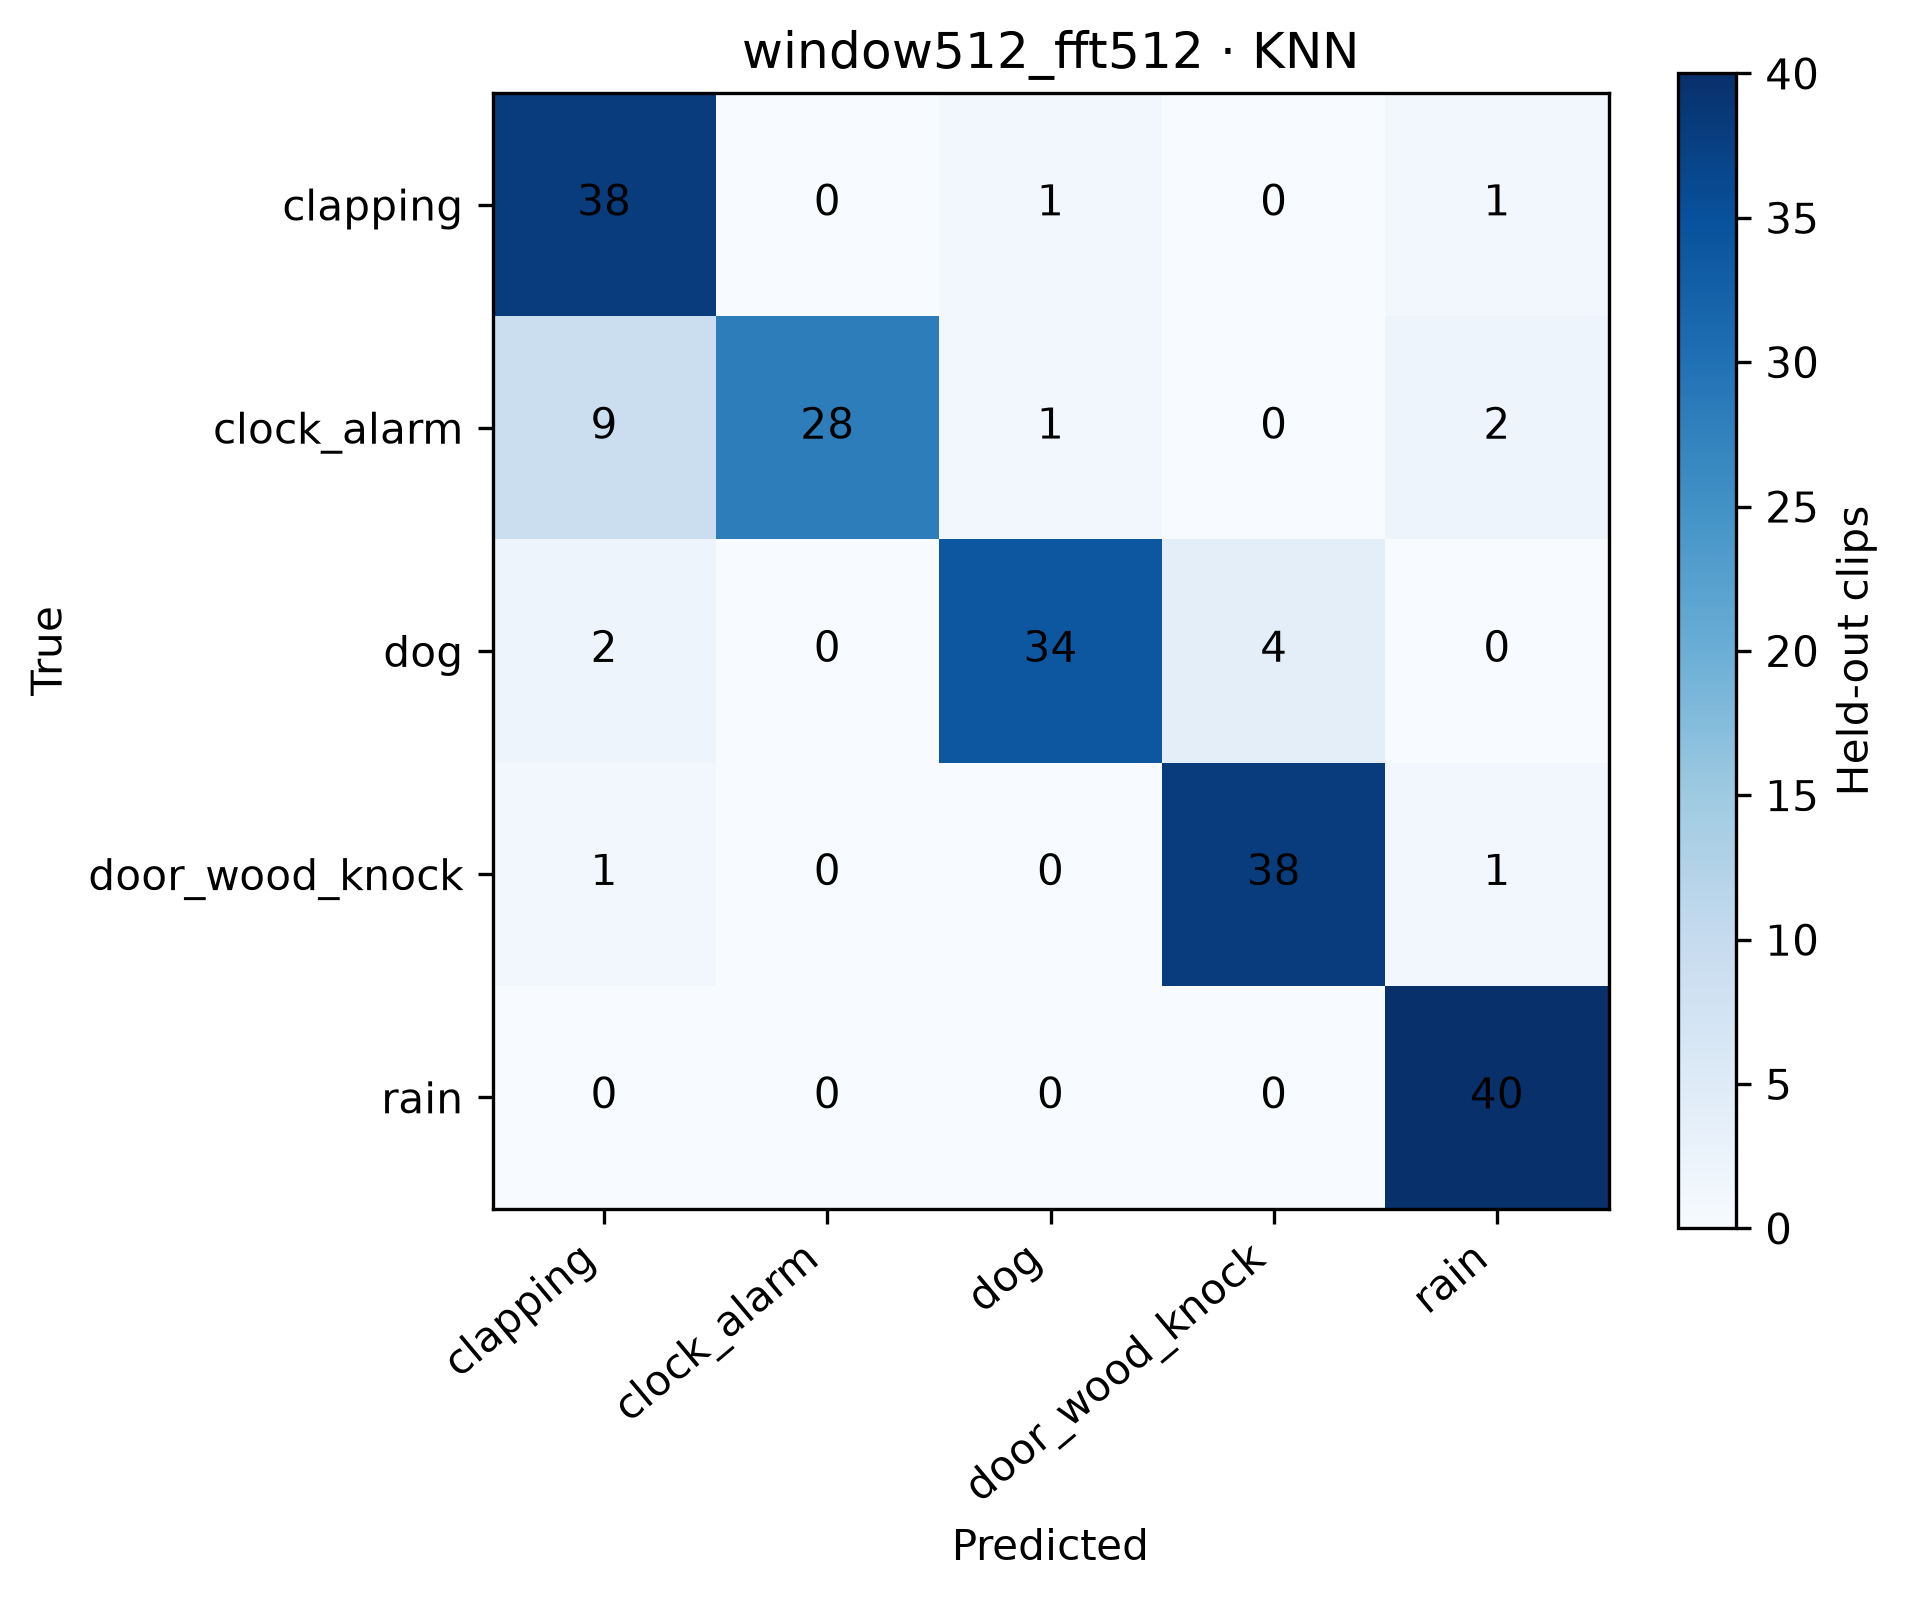 window512_fft512 · KNN
clapping 38 0 1 0 1
clock_alarm 9 28 1 0 2
dog 2 0 34 4 0
door_wood_knock 1 0 0 38 1
rain 0 0 0 0 40
True
clapping clock_alarm dog door_wood_knock rain
Predicted
40
35
30
25
20
15
10
5
0
Held-out clips